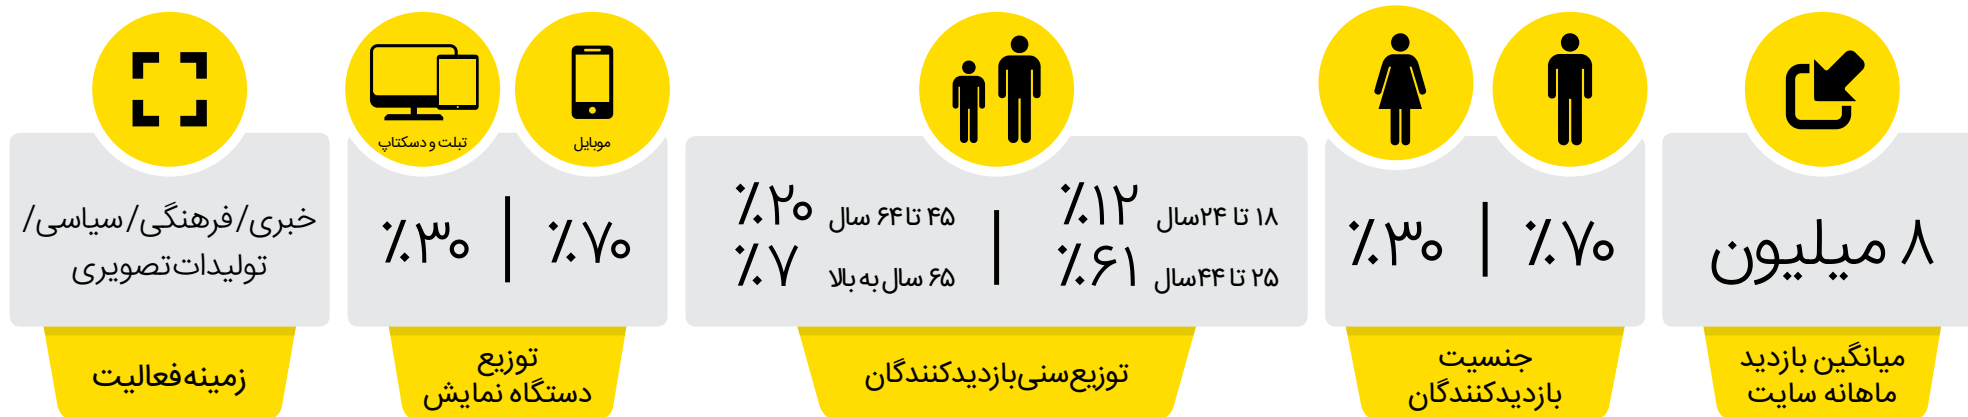 ۸ میلیون
میانگین بازدید
ماهانه سایت
٪۷۰ | ٪۳۰
جنسیت
بازدیدکنندگان
۱۸ تا ۲۴سال ٪۱۲
۲۵ تا ۴۴سال ٪۶۱
۴۵ تا ۶۴ سال ٪۲۰
۶۵ سال به بالا ٪۷
توزیع‌سنی‌بازدیدکنندگان
موبایل
تبلت و دسکتاپ
٪۷۰ | ٪۳۰
توزیع
دستگاه نمایش
خبری/فرهنگی/سیاسی/
تولیدات‌تصویری
زمینه‌فعالیت